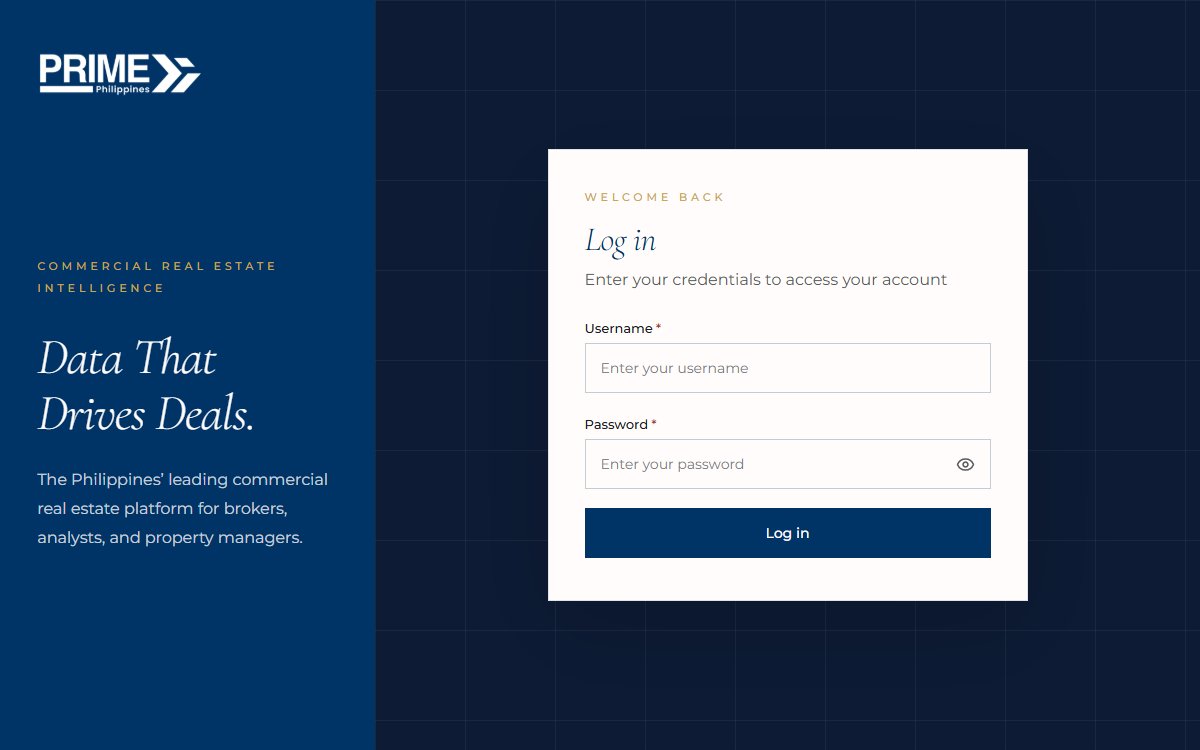 PRIME
Philippines
COMMERCIAL REAL ESTATE
INTELLIGENCE
Data That
Drives Deals.
The Philippines’ leading commercial
real estate platform for brokers,
analysts, and property managers.
WELCOME BACK
Log in
Enter your credentials to access your account
Username *
Enter your username
Password *
Enter your password
Log in